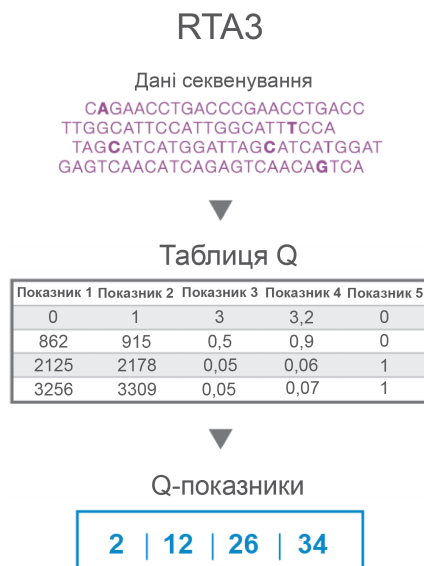 RTA3
Дані секвенування
CAGAACCTGACCCGAACCTGACC
TTGGCATTCCATTGGCATTTCCA
TAGCATCATGGATTAGCATCATGGAT
GAGTCAACATCAGAGTCAACAGTCA
Таблиця Q
Показник 1 Показник 2 Показник 3 Показник 4 Показник 5
0 1 3 3,2 0
862 915 0,5 0,9 0
2125 2178 0,05 0,06 1
3256 3309 0,05 0,07 1
Q-показники
2 | 12 | 26 | 34